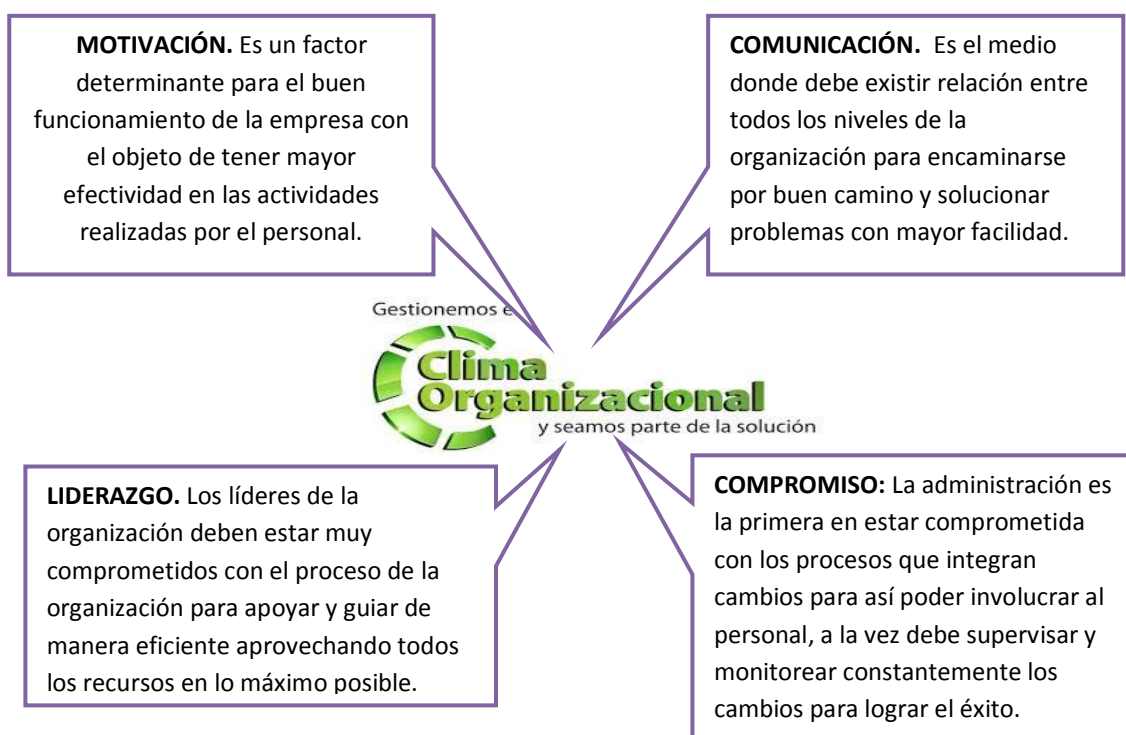 MOTIVACIÓN. Es un factor
determinante para el buen
funcionamiento de la empresa con
el objeto de tener mayor
efectividad en las actividades
realizadas por el personal.
COMUNICACIÓN. Es el medio
donde debe existir relación entre
todos los niveles de la
organización para encaminarse
por buen camino y solucionar
problemas con mayor facilidad.
Gestionemos e
Clima
Organizacional
y seamos parte de la solución
LIDERAZGO. Los líderes de la
organización deben estar muy
comprometidos con el proceso de la
organización para apoyar y guiar de
manera eficiente aprovechando todos
los recursos en lo máximo posible.
COMPROMISO: La administración es
la primera en estar comprometida
con los procesos que integran
cambios para así poder involucrar al
personal, a la vez debe supervisar y
monitorear constantemente los
cambios para lograr el éxito.